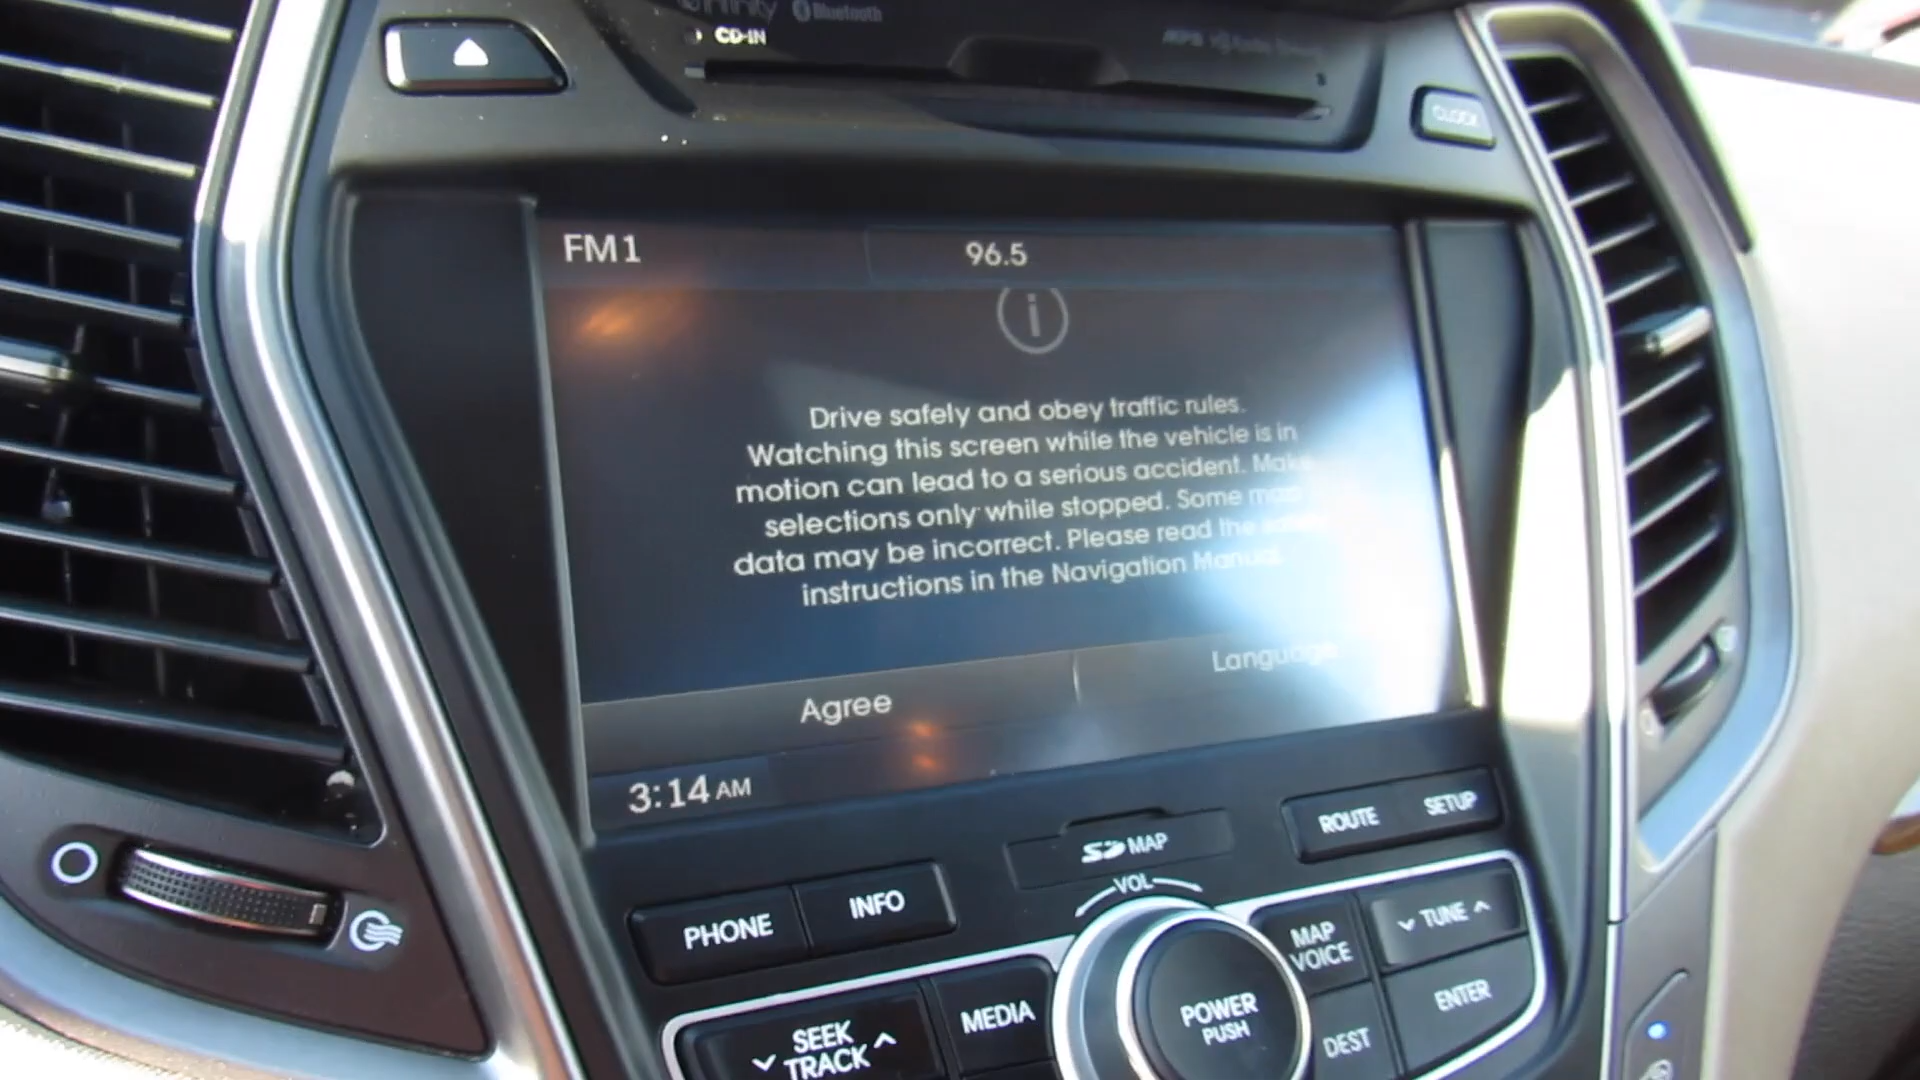 Bluetooth
CD-IN
CLOCK
FM1
96.5
Drive safely and obey traffic rules.
Watching this screen while the vehicle is in
motion can lead to a serious accident. Make
selections only while stopped. Some map
data may be incorrect. Please read the safety
instructions in the Navigation Manual.
Agree
Language
3:14 AM
ROUTE
SETUP
SD MAP
VOL
PHONE
INFO
MAP
VOICE
TUNE
SEEK
TRACK
MEDIA
POWER
PUSH
DEST
ENTER